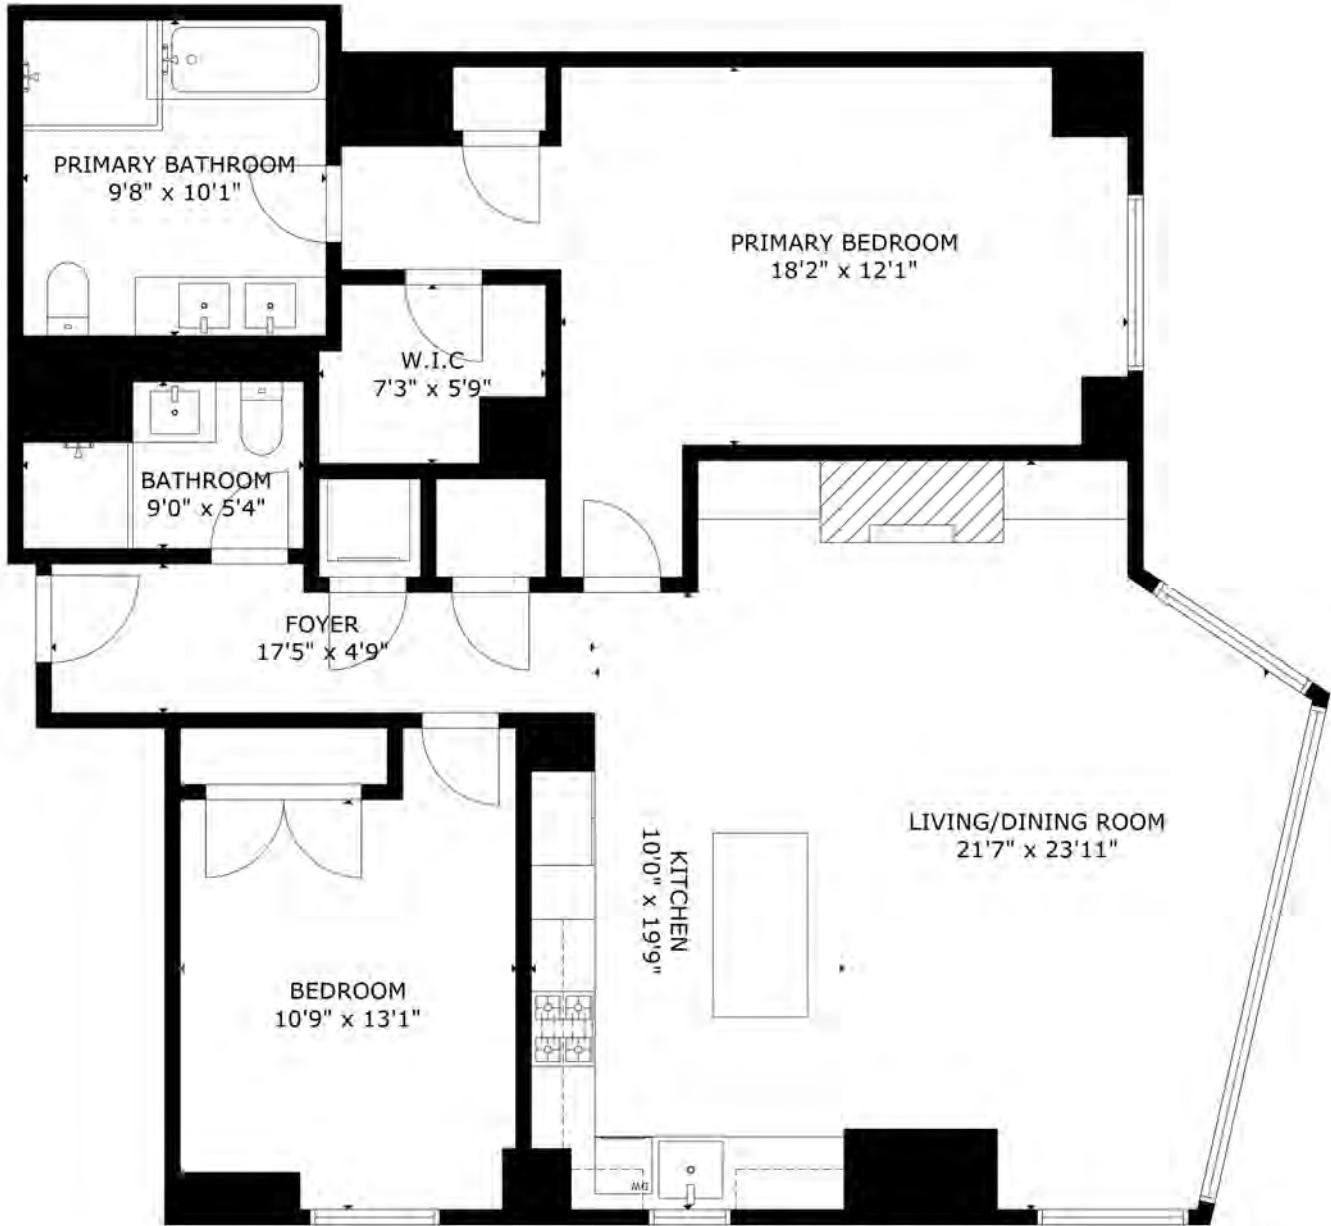 PRIMARY BATHROOM
9'8" x 10'1"
PRIMARY BEDROOM
18'2" x 12'1"
W.I.C
7'3" x 5'9"
BATHROOM
9'0" x 5'4"
FOYER
17'5" x 4'9"
LIVING/DINING ROOM
21'7" x 23'11"
KITCHEN
10'0" x 19'9"
BEDROOM
10'9" x 13'1"
DW